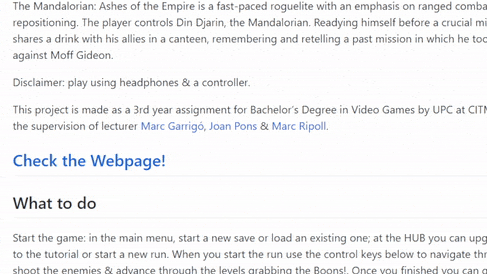 The Mandalorian: Ashes of the Empire is a fast-paced roguelite with an emphasis on ranged
repositioning. The player controls Din Djarin, the Mandalorian. Readying himself before a crucial
shares a drink with his allies in a canteen, remembering and retelling a past mission in which he
against Moff Gideon.
Disclaimer: play using headphones & a controller.
This project is made as a 3rd year assignment for Bachelor's Degree in Video Games by UPC at
the supervision of lecturer Marc Garrigó, Joan Pons & Marc Ripoll.
Check the Webpage!
What to do
Start the game: in the main menu, start a new save or load an existing one; at the HUB you can
to the tutorial or start a new run. When you start the run use the control keys below to navigate
shoot the enemies & advance through the levels grabbing the Boons!. Once you finished you can